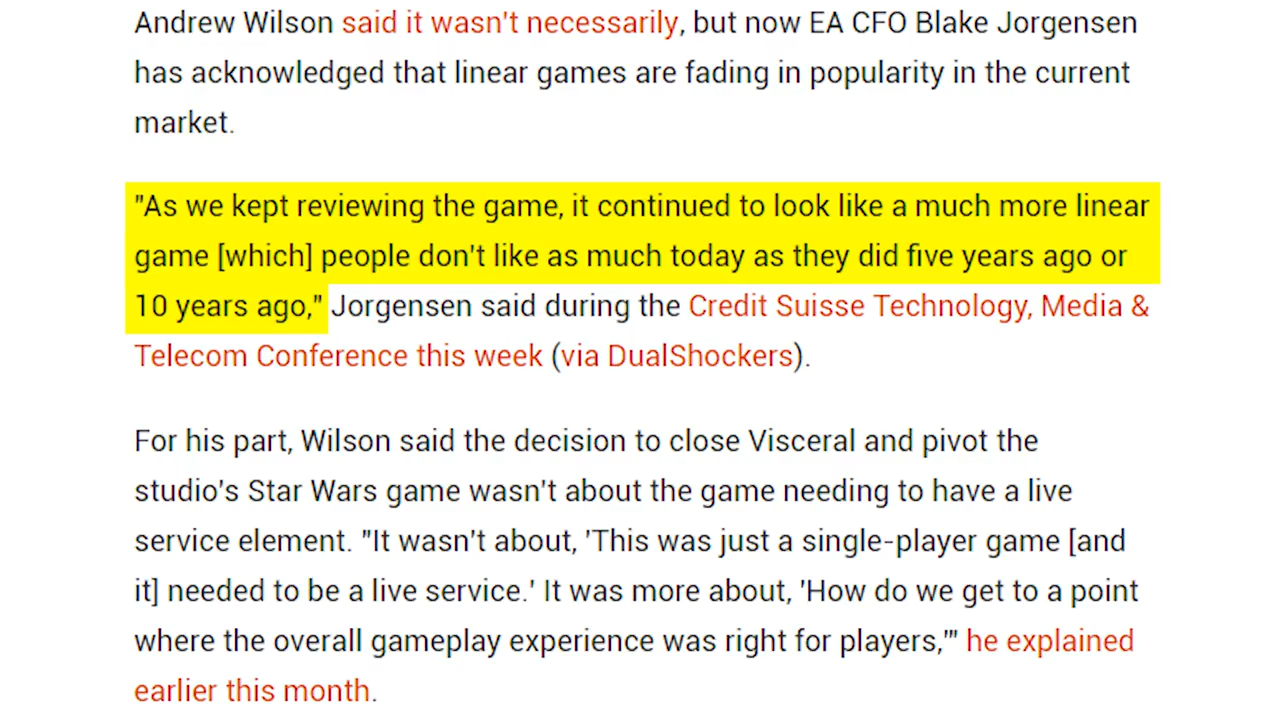 Andrew Wilson said it wasn't necessarily, but now EA CFO Blake Jorgensen
has acknowledged that linear games are fading in popularity in the current
market.
"As we kept reviewing the game, it continued to look like a much more linear
game [which] people don't like as much today as they did five years ago or
10 years ago," Jorgensen said during the Credit Suisse Technology, Media &
Telecom Conference this week (via DualShockers).
For his part, Wilson said the decision to close Visceral and pivot the
studio's Star Wars game wasn't about the game needing to have a live
service element. "It wasn't about, 'This was just a single-player game [and
it] needed to be a live service.' It was more about, 'How do we get to a point
where the overall gameplay experience was right for players,'" he explained
earlier this month.